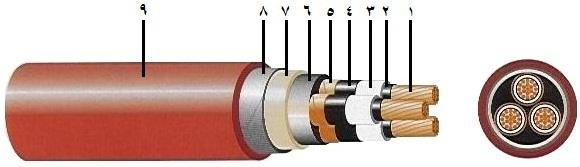 ٩ ٨ ٧ ٦ ٥ ٤ ٣ ٢ ١